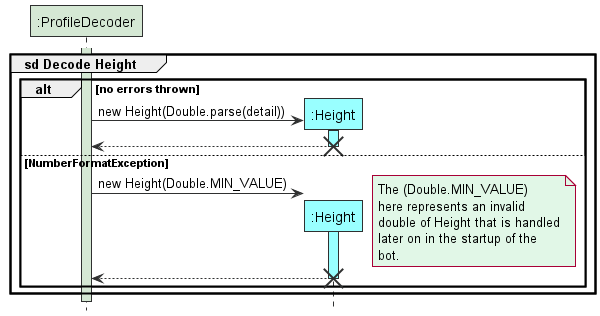 :ProfileDecoder
sd Decode Height
alt
[no errors thrown]
new Height(Double.parse(detail))
:Height
[NumberFormatException]
new Height(Double.MIN_VALUE)
:Height
The (Double.MIN_VALUE)
here represents an invalid
double of Height that is handled
later on in the startup of the
bot.